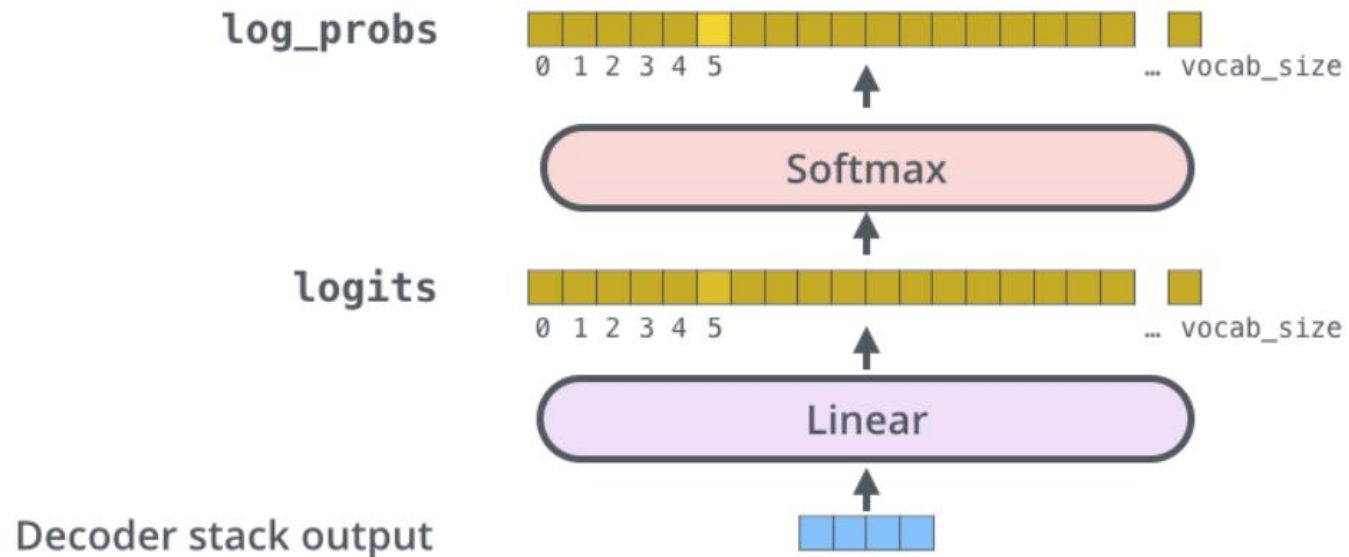 log_probs
0 1 2 3 4 5 … vocab_size
Softmax
logits
0 1 2 3 4 5 … vocab_size
Linear
Decoder stack output